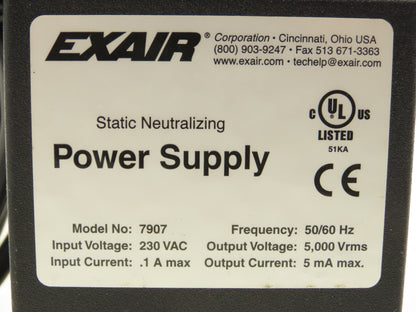 EXAIR® Corporation • Cincinnati, Ohio USA
(800) 903-9247 • Fax 513 671-3363
www.exair.com • techelp@exair.com
Static Neutralizing
Power Supply
C UL US
LISTED
51KA
CE
Model No: 7907 Frequency: 50/60 Hz
Input Voltage: 230 VAC Output Voltage: 5,000 Vrms
Input Current: .1 A max Output Current: 5 mA max.